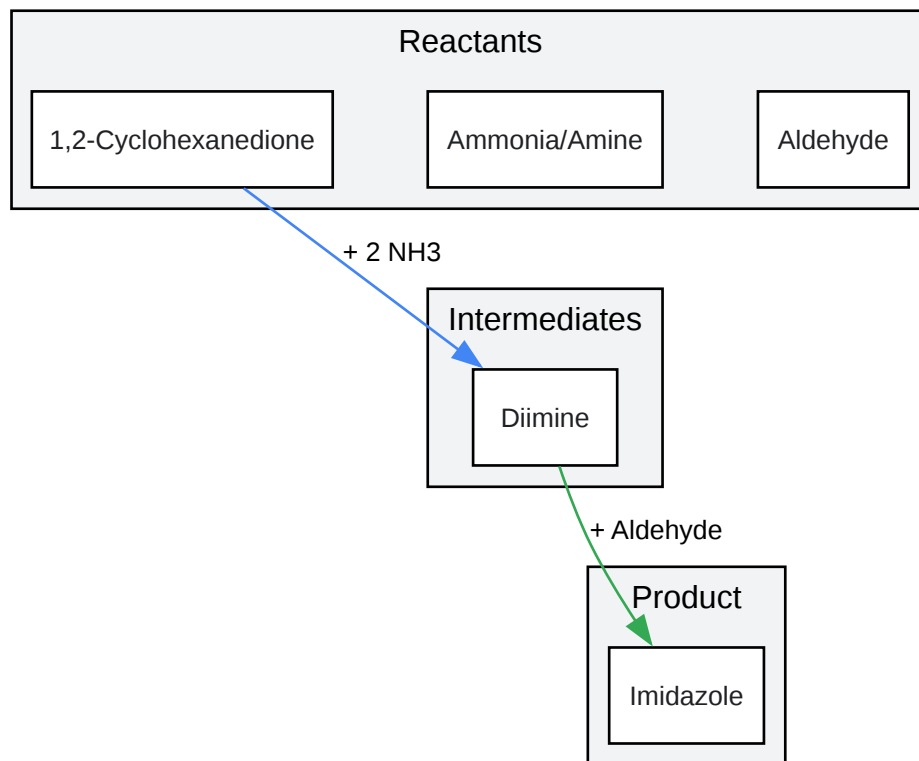 Reactants
1,2-Cyclohexanedione
Ammonia/Amine
Aldehyde
+ 2 NH3
Intermediates
Diimine
+ Aldehyde
Product
Imidazole